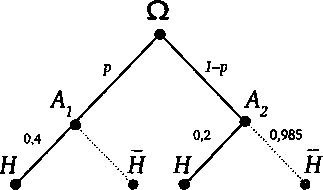 Ω
p 1-p
A₁ A₂
0,4 0,2 0,985
H H̄ H H̄